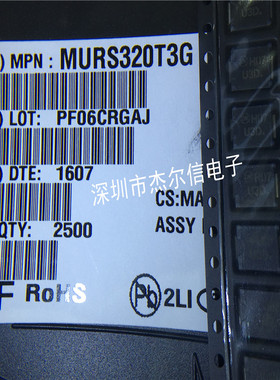 ) MPN : MURS320T3G
) LOT: PF06CRGAJ
) DTE: 1607
深圳市杰尔信电子
CS:MA
QTY: 2500
ASSY
F RoHS
Pb
2LI